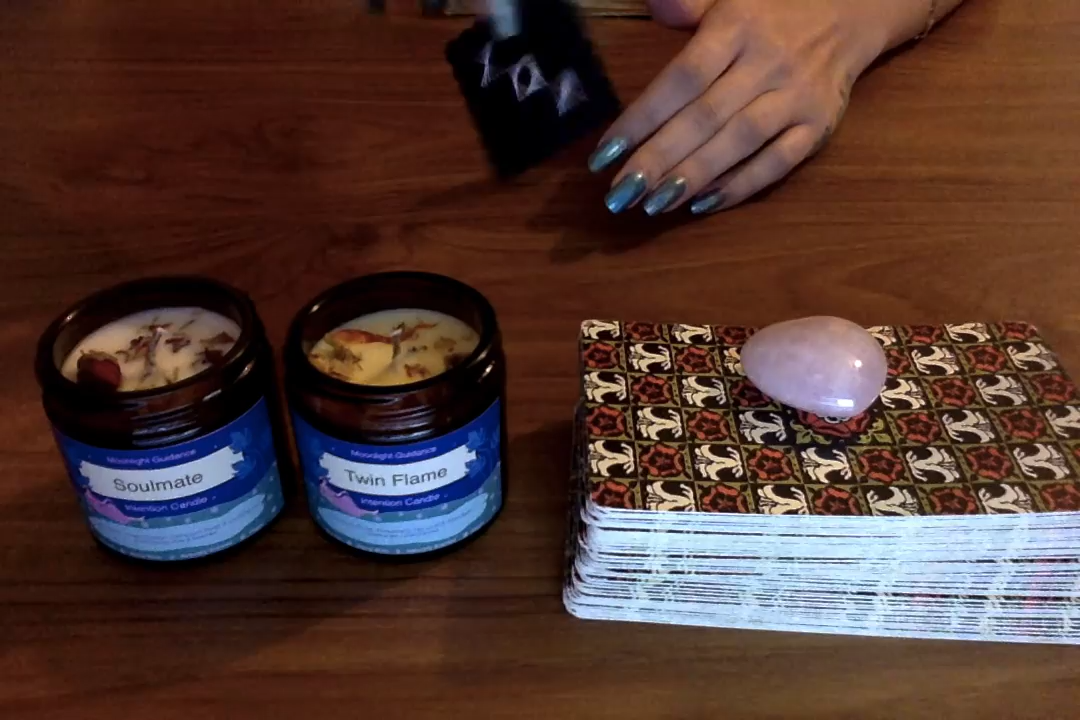 Moonlight Guidance
Soulmate
Intention Candle
Moonlight Guidance
Twin Flame
Intention Candle